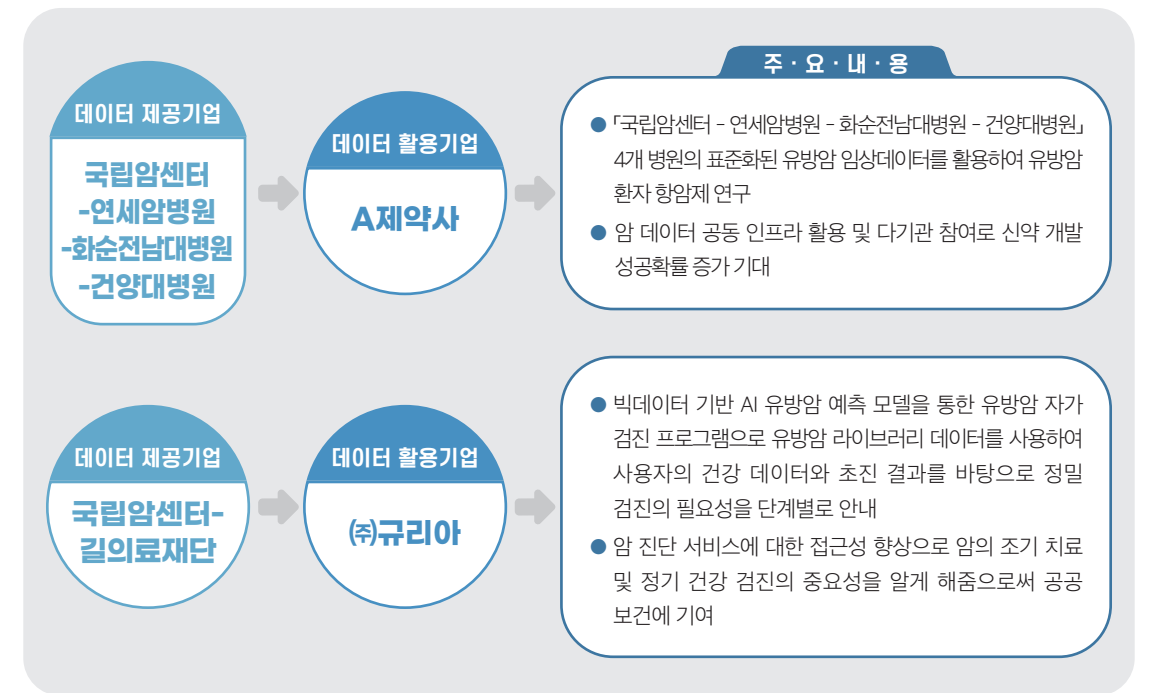 주·요·내·용
데이터 제공기업
국립암센터
-연세암병원
-화순전남대병원
-건양대병원
데이터 활용기업
A제약사
● 「국립암센터 - 연세암병원 - 화순전남대병원 - 건양대병원」
4개 병원의 표준화된 유방암 임상데이터를 활용하여 유방암
환자 항암제 연구
● 암 데이터 공동 인프라 활용 및 다기관 참여로 신약 개발
성공확률 증가 기대
데이터 제공기업
국립암센터-
길의료재단
데이터 활용기업
㈜규리아
● 빅데이터 기반 AI 유방암 예측 모델을 통한 유방암 자가
검진 프로그램으로 유방암 라이브러리 데이터를 사용하여
사용자의 건강 데이터와 초진 결과를 바탕으로 정밀
검진의 필요성을 단계별로 안내
● 암 진단 서비스에 대한 접근성 향상으로 암의 조기 치료
및 정기 건강 검진의 중요성을 알게 해줌으로써 공공
보건에 기여